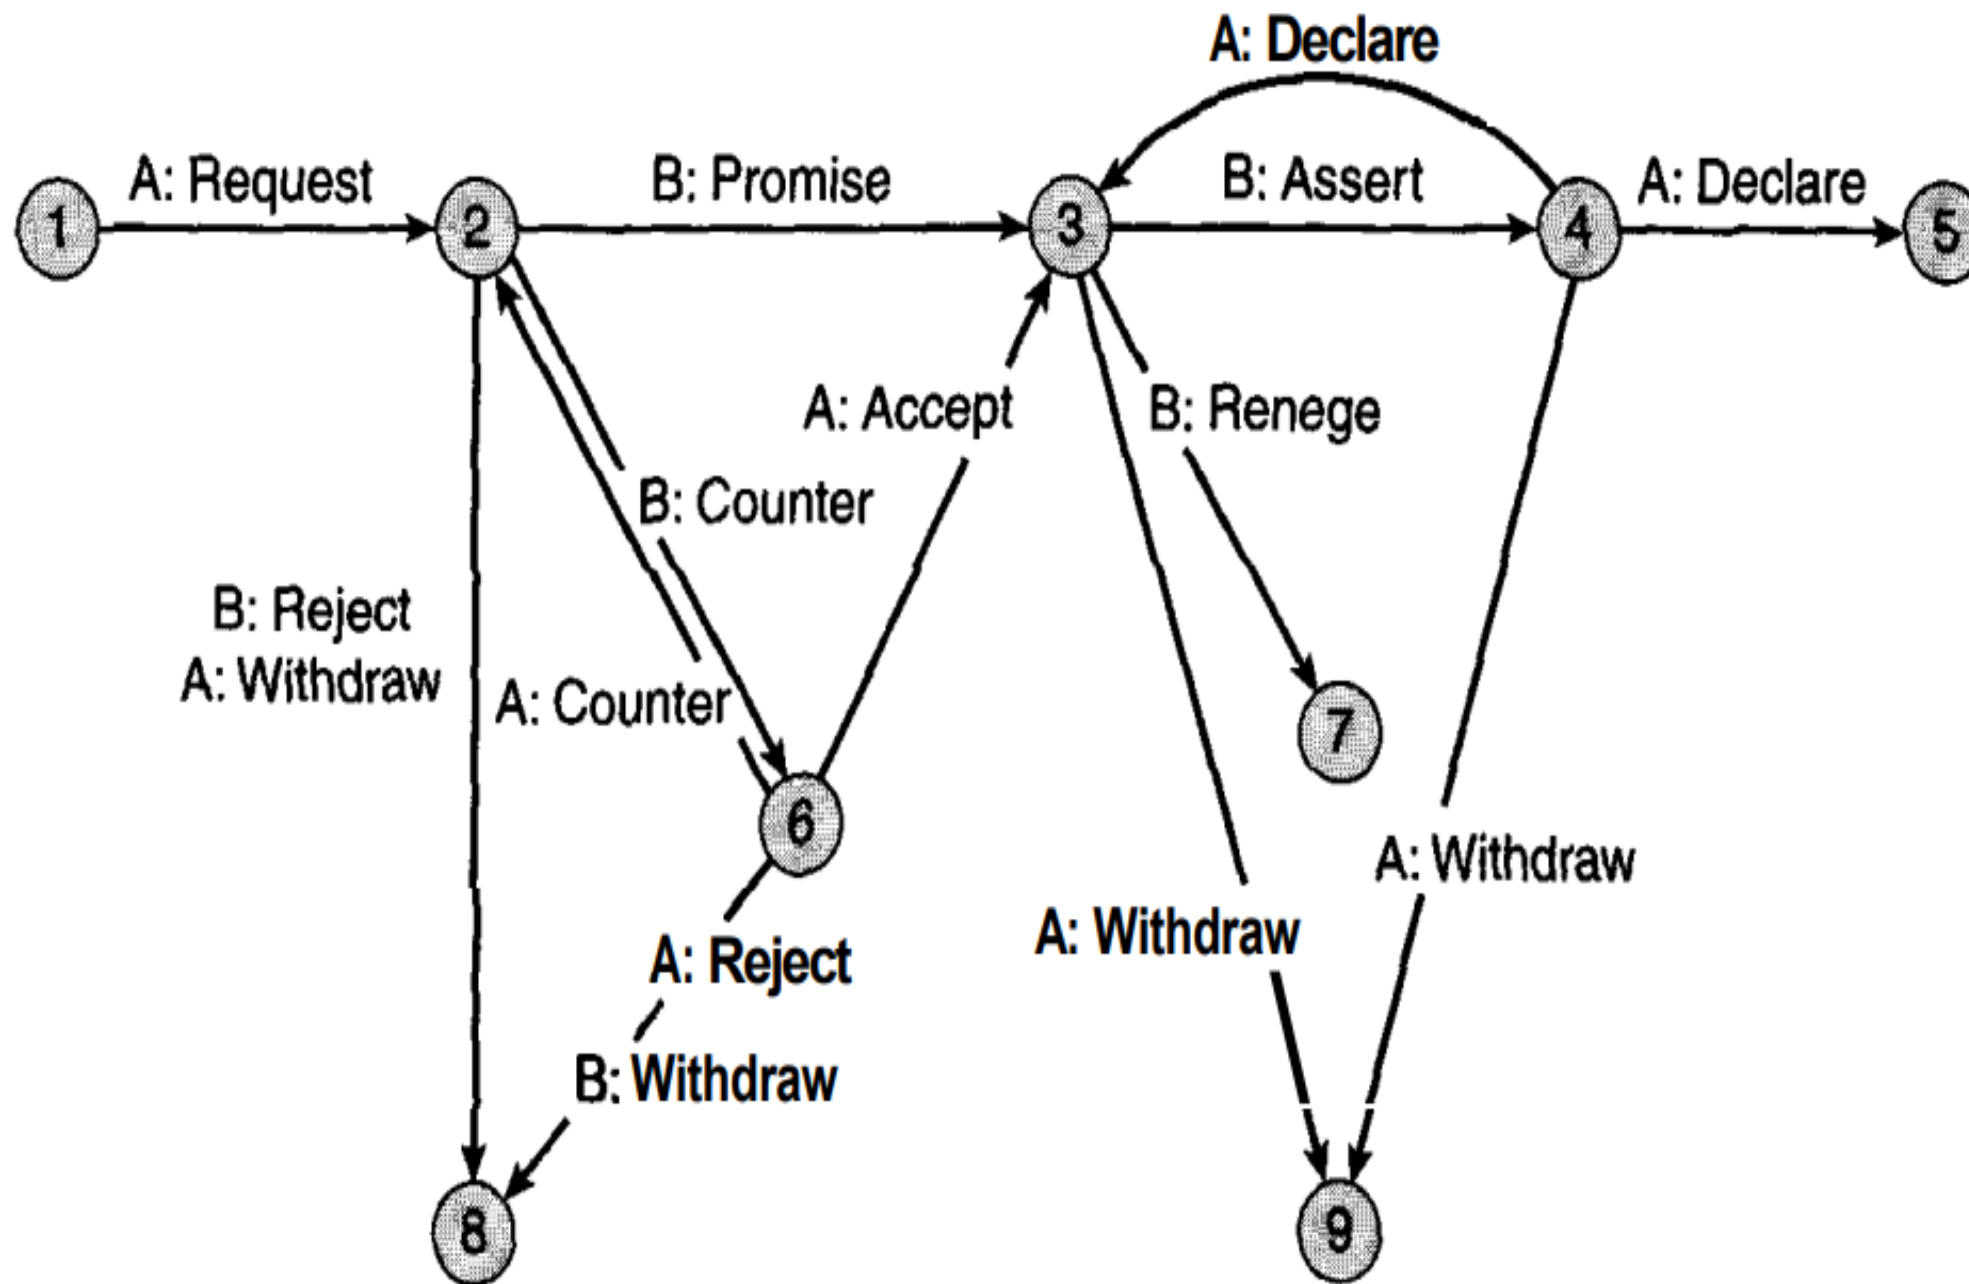 A: Declare
A: Request
B: Promise
B: Assert
A: Declare
1
2
3
4
5
A: Accept
B: Renege
B: Counter
B: Reject
A: Withdraw
A: Counter
7
6
A: Withdraw
A: Withdraw
A: Reject
B: Withdraw
8
9